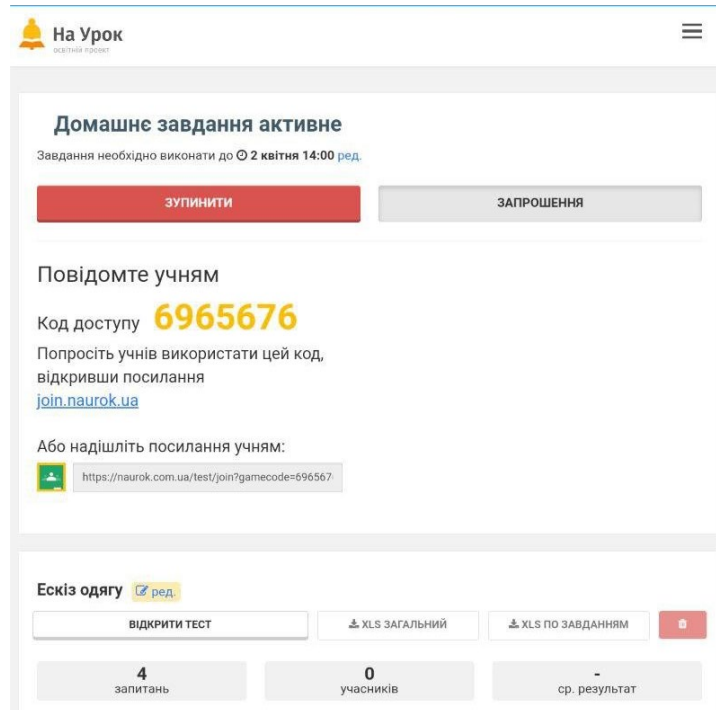 На Урок
освітній проект
Домашнє завдання активне
Завдання необхідно виконати до 2 квітня 14:00 ред.
ЗУПИНИТИ
ЗАПРОШЕННЯ
Повідомте учням
Код доступу 6965676
Попросіть учнів використати цей код,
відкривши посилання
join.naurok.ua
Або надішліть посилання учням:
https://naurok.com.ua/test/join?gamecode=696567
Ескіз одягу ред.
ВІДКРИТИ ТЕСТ
XLS ЗАГАЛЬНИЙ
XLS ПО ЗАВДАННЯМ
4
запитань
0
учасників
-
ср. результат